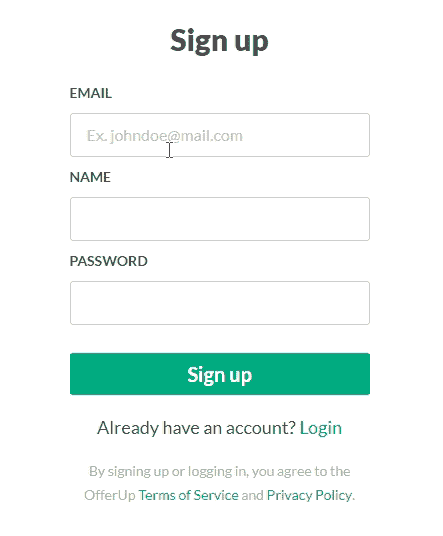 Sign up
EMAIL
Ex. johndoe@mail.com
NAME
PASSWORD
Sign up
Already have an account? Login
By signing up or logging in, you agree to the
OfferUp Terms of Service and Privacy Policy.